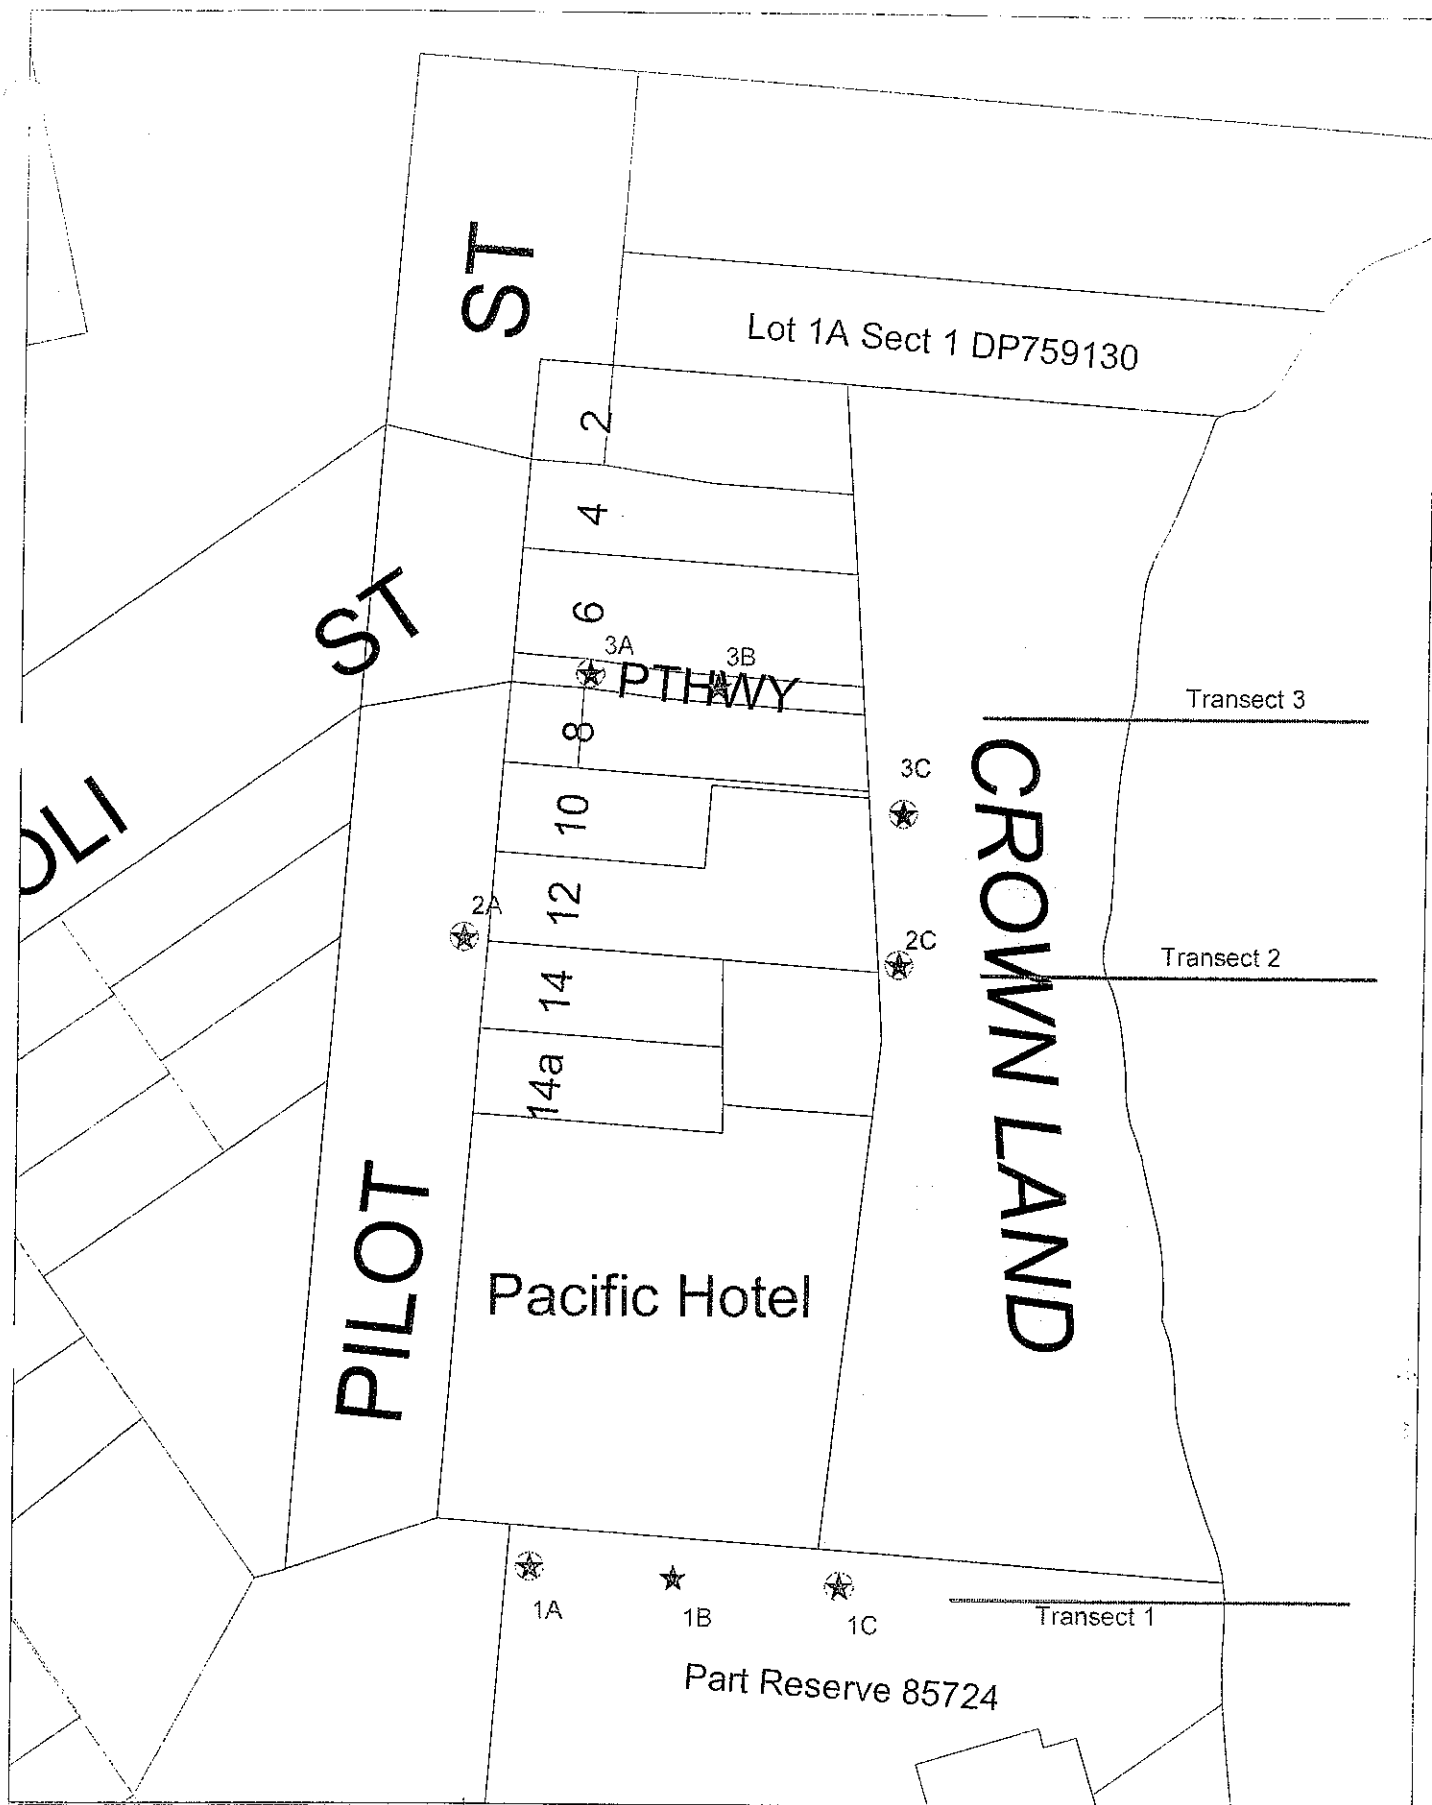 ST
Lot 1A Sect 1 DP759130
2
4
ST
6
3A
3B
PTHWY
Transect 3
8
3C
OLI
10
12
2A
2C
Transect 2
CROWN LAND
14
14a
PILOT
Pacific Hotel
1A
1B
1C
Transect 1
Part Reserve 85724